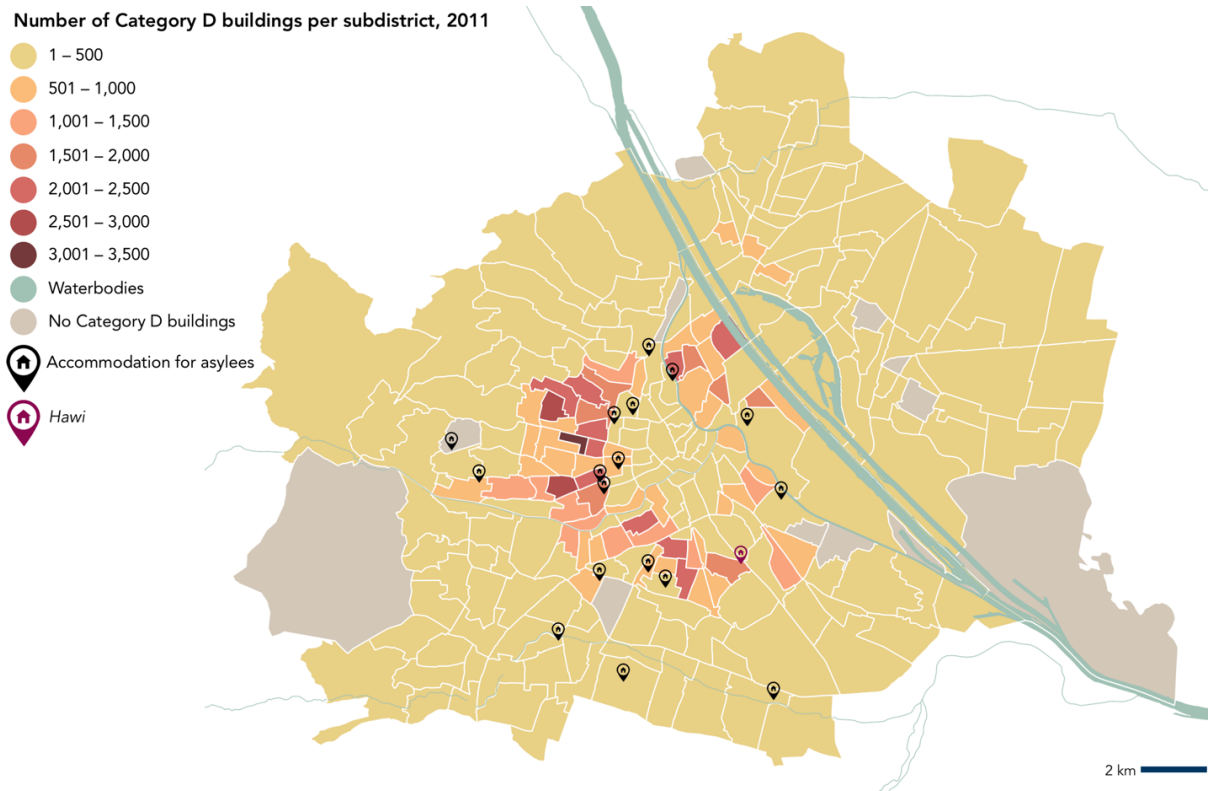 Number of Category D buildings per subdistrict, 2011
1 – 500
501 – 1,000
1,001 – 1,500
1,501 – 2,000
2,001 – 2,500
2,501 – 3,000
3,001 – 3,500
Waterbodies
No Category D buildings
Accommodation for asylees
Hawi
2 km